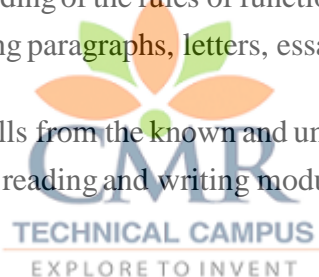 ding of the rules of function
ng paragraphs, letters, essa
lls from the known and un
reading and writing modu
CMR
TECHNICAL CAMPUS
EXPLORE TO INVENT